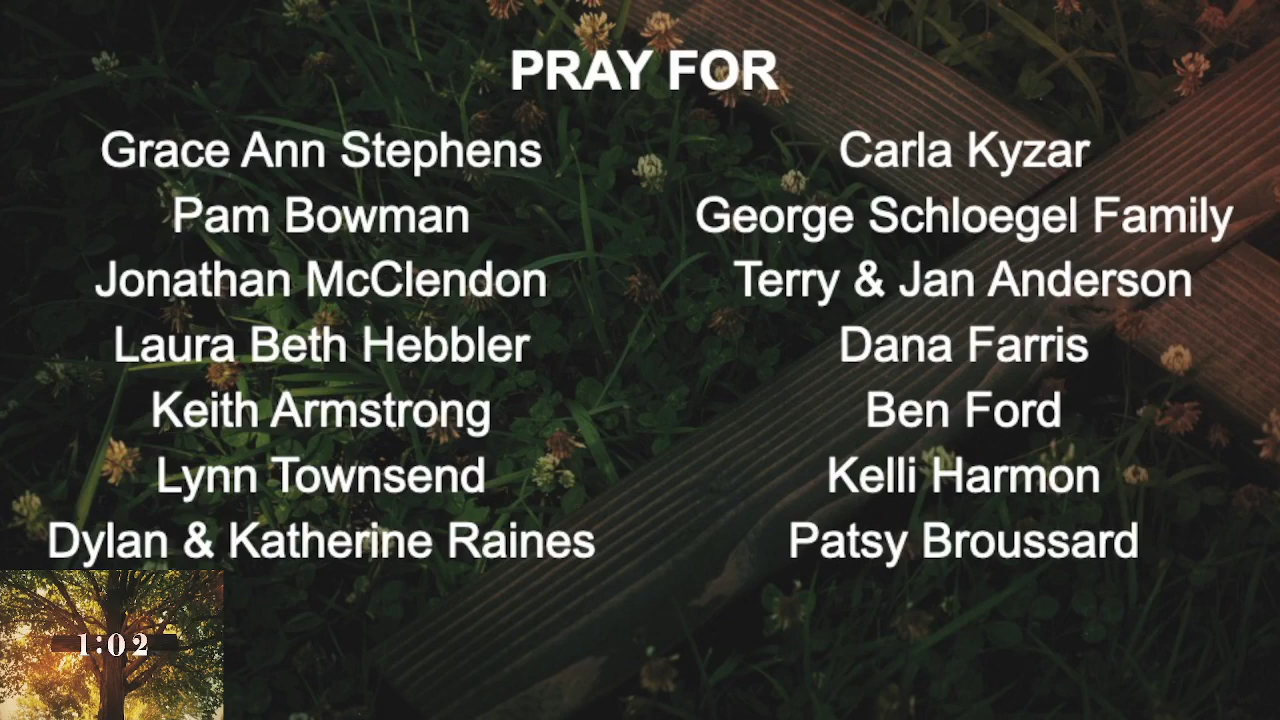 PRAY FOR
Grace Ann Stephens
Pam Bowman
Jonathan McClendon
Laura Beth Hebbler
Keith Armstrong
Lynn Townsend
Dylan & Katherine Raines
Carla Kyzar
George Schloegel Family
Terry & Jan Anderson
Dana Farris
Ben Ford
Kelli Harmon
Patsy Broussard
1:02